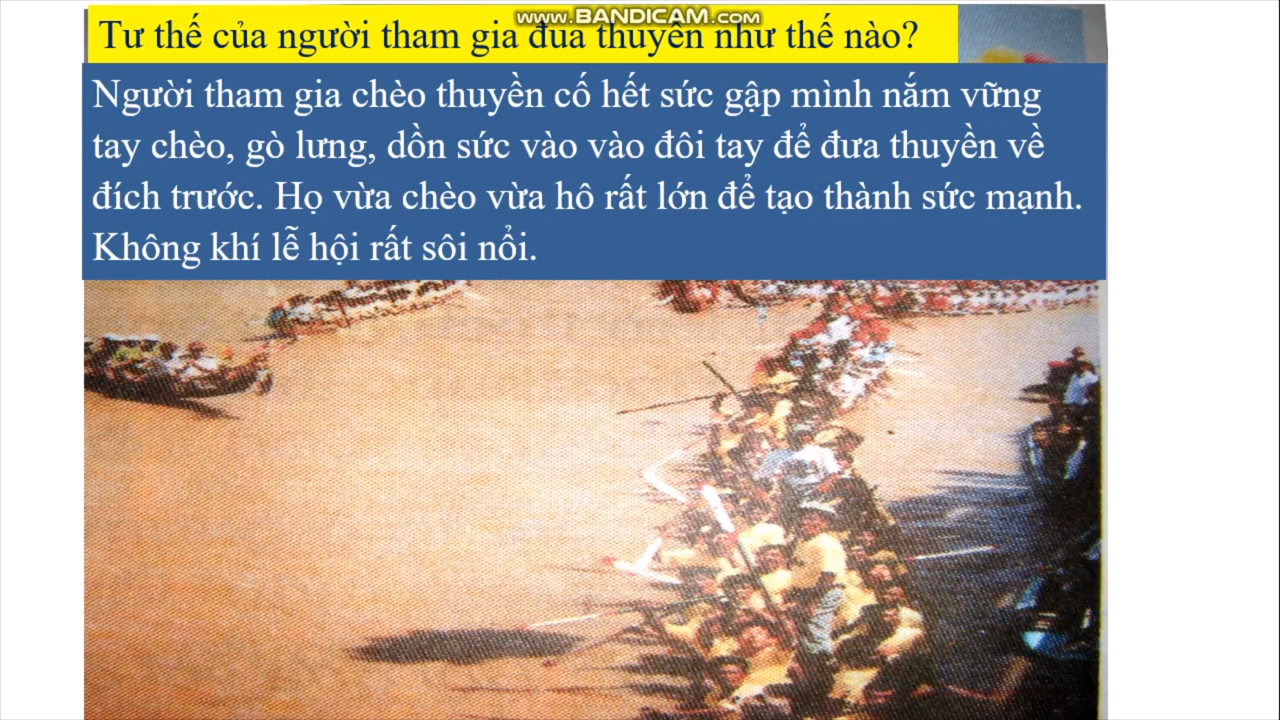 www.BANDICAM.com
Tư thế của người tham gia đua thuyền như thế nào?
Người tham gia chèo thuyền cố hết sức gập mình nắm vững
tay chèo, gò lưng, dồn sức vào vào đôi tay để đưa thuyền về
đích trước. Họ vừa chèo vừa hô rất lớn để tạo thành sức mạnh.
Không khí lễ hội rất sôi nổi.